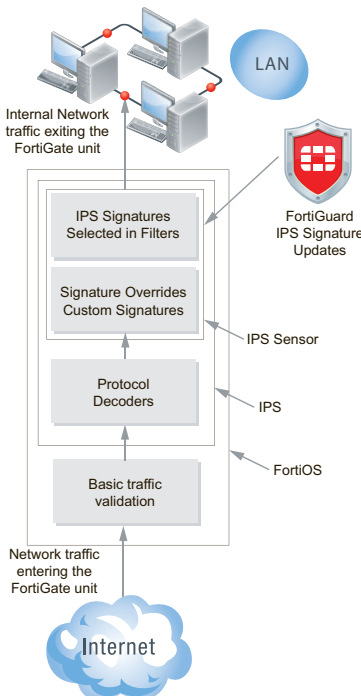 LAN
Internal Network
traffic exiting the
FortiGate unit
IPS Signatures
Selected in Filters
FortiGuard
IPS Signature
Updates
Signature Overrides
Custom Signatures
IPS Sensor
Protocol
Decoders
IPS
FortiOS
Basic traffic
validation
Network traffic
entering the
FortiGate unit
Internet